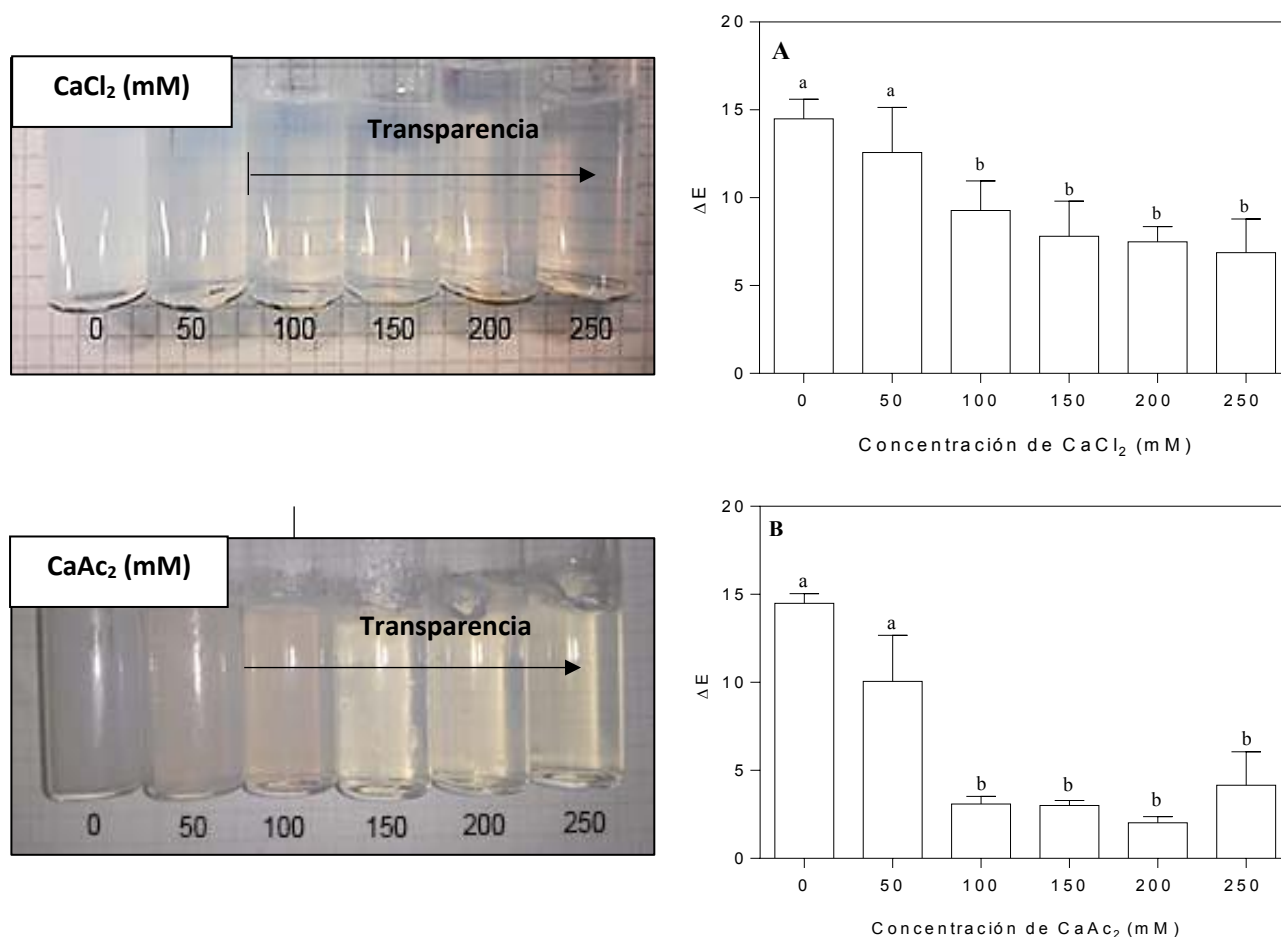 CaCl₂ (mM)
Transparencia
0 50 100 150 200 250
A
20
15
10
5
0
ΔE
a a b b b b
0 50 100 150 200 250
Concentración de CaCl₂ (mM)
CaAc₂ (mM)
Transparencia
0 50 100 150 200 250
B
20
15
10
5
0
ΔE
a a b b b b
0 50 100 150 200 250
Concentración de CaAc₂ (mM)